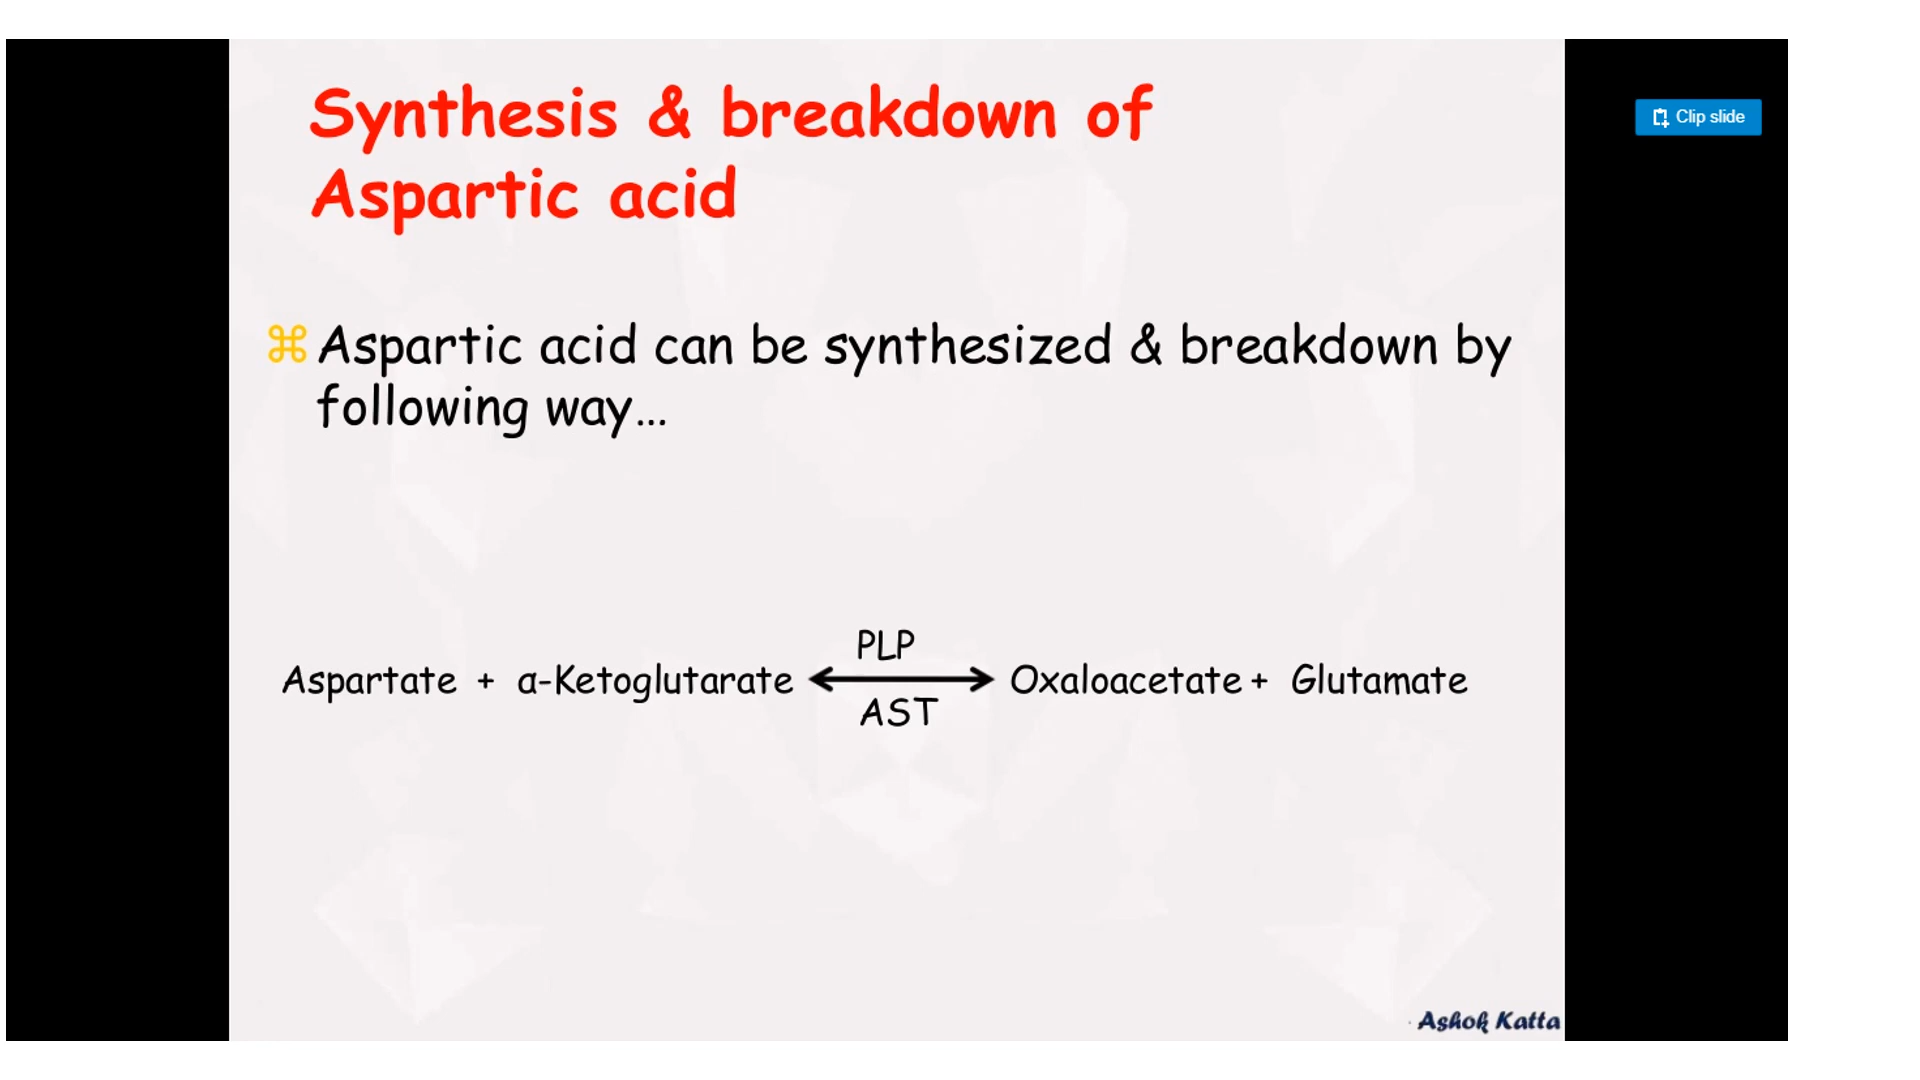 Synthesis & breakdown of
Aspartic acid
Clip slide
⌘ Aspartic acid can be synthesized & breakdown by
following way...
PLP
Aspartate + α-Ketoglutarate ⟷ Oxaloacetate + Glutamate
AST
Ashok Katta